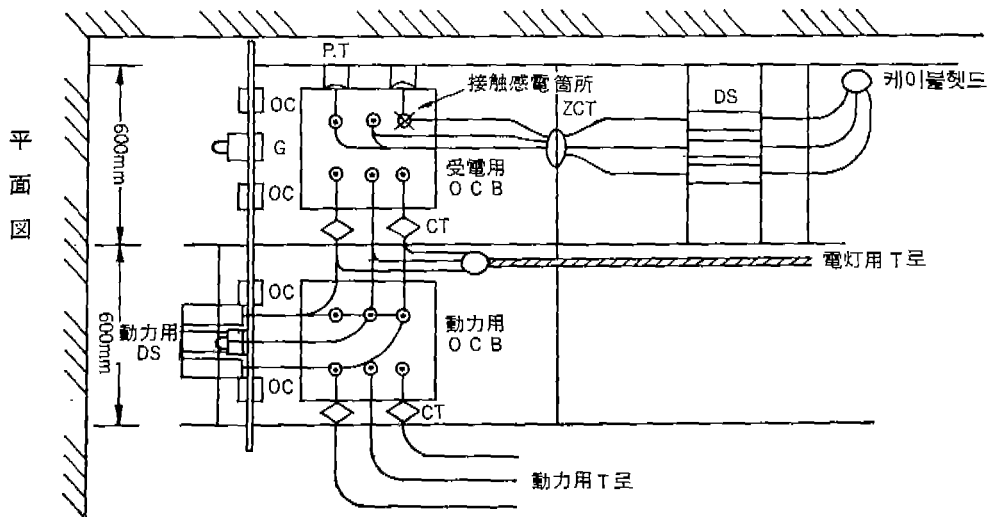 平面図
P.T
接触感電箇所
ZCT
DS
케이블헷드
OC
G
OC
600mm
受電用
O C B
CT
電灯用 T로
OC
動力用
DS
600mm
動力用
O C B
OC
CT
動力用 T로